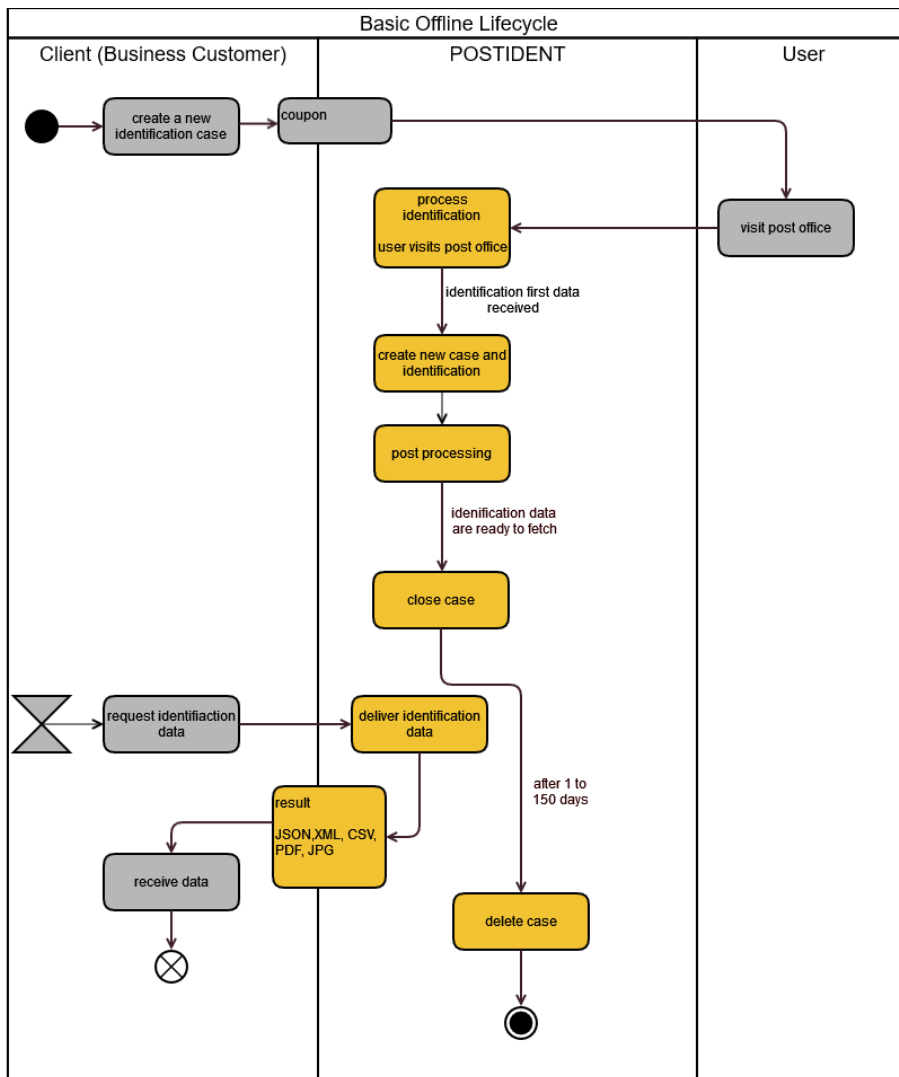 Basic Offline Lifecycle
Client (Business Customer)
POSTIDENT
User
create a new
identification case
coupon
process
identification
user visits post office
visit post office
identification first data
received
create new case and
identification
post processing
idenification data
are ready to fetch
close case
request identifiaction
data
deliver identification
data
after 1 to
150 days
result
JSON,XML, CSV,
PDF, JPG
receive data
delete case